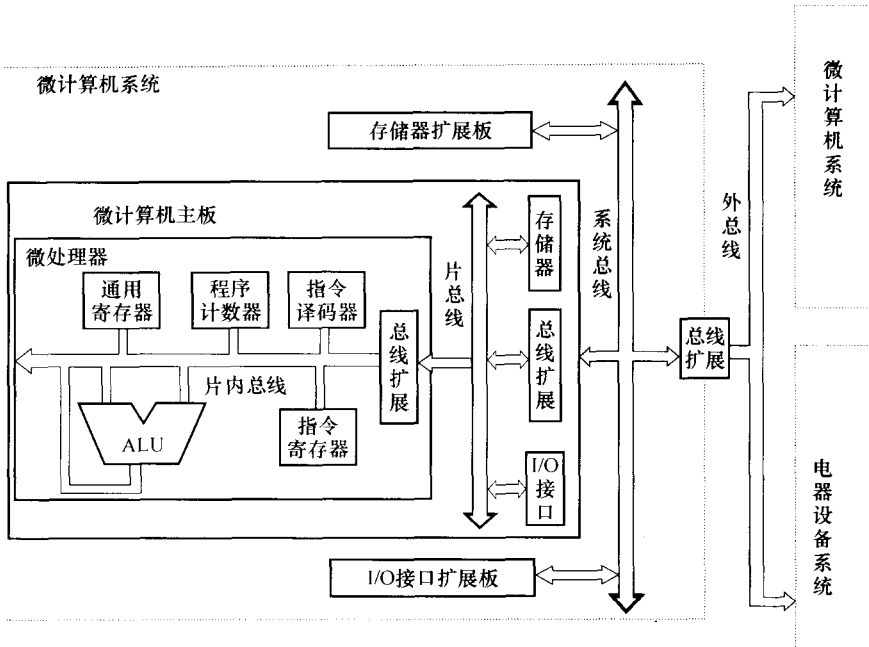 微计算机系统
存储器扩展板
微计算机主板
微处理器
通用
寄存器
程序
计数器
指令
译码器
总线扩展
片内总线
ALU
指令
寄存器
片总线
存储器
总线扩展
I/O
接口
系统总线
I/O接口扩展板
总线
扩展
外总线
微计算机系统
电器设备系统